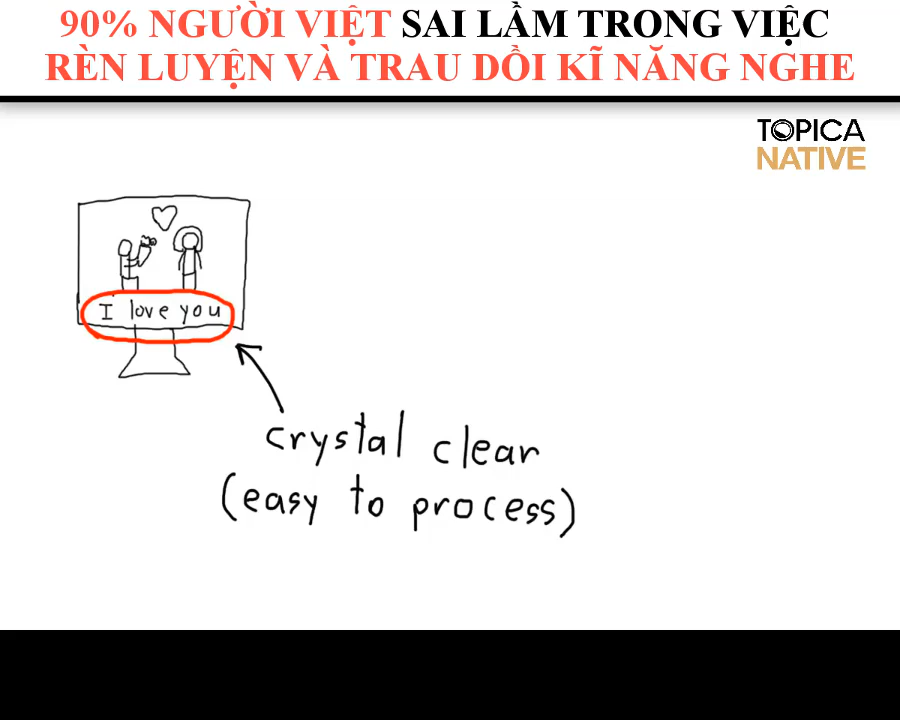 90% NGƯỜI VIỆT SAI LẦM TRONG VIỆC
RÈN LUYỆN VÀ TRAU DỒI KĨ NĂNG NGHE
TOPICA
NATIVE
I love you
crystal clear
(easy to process)